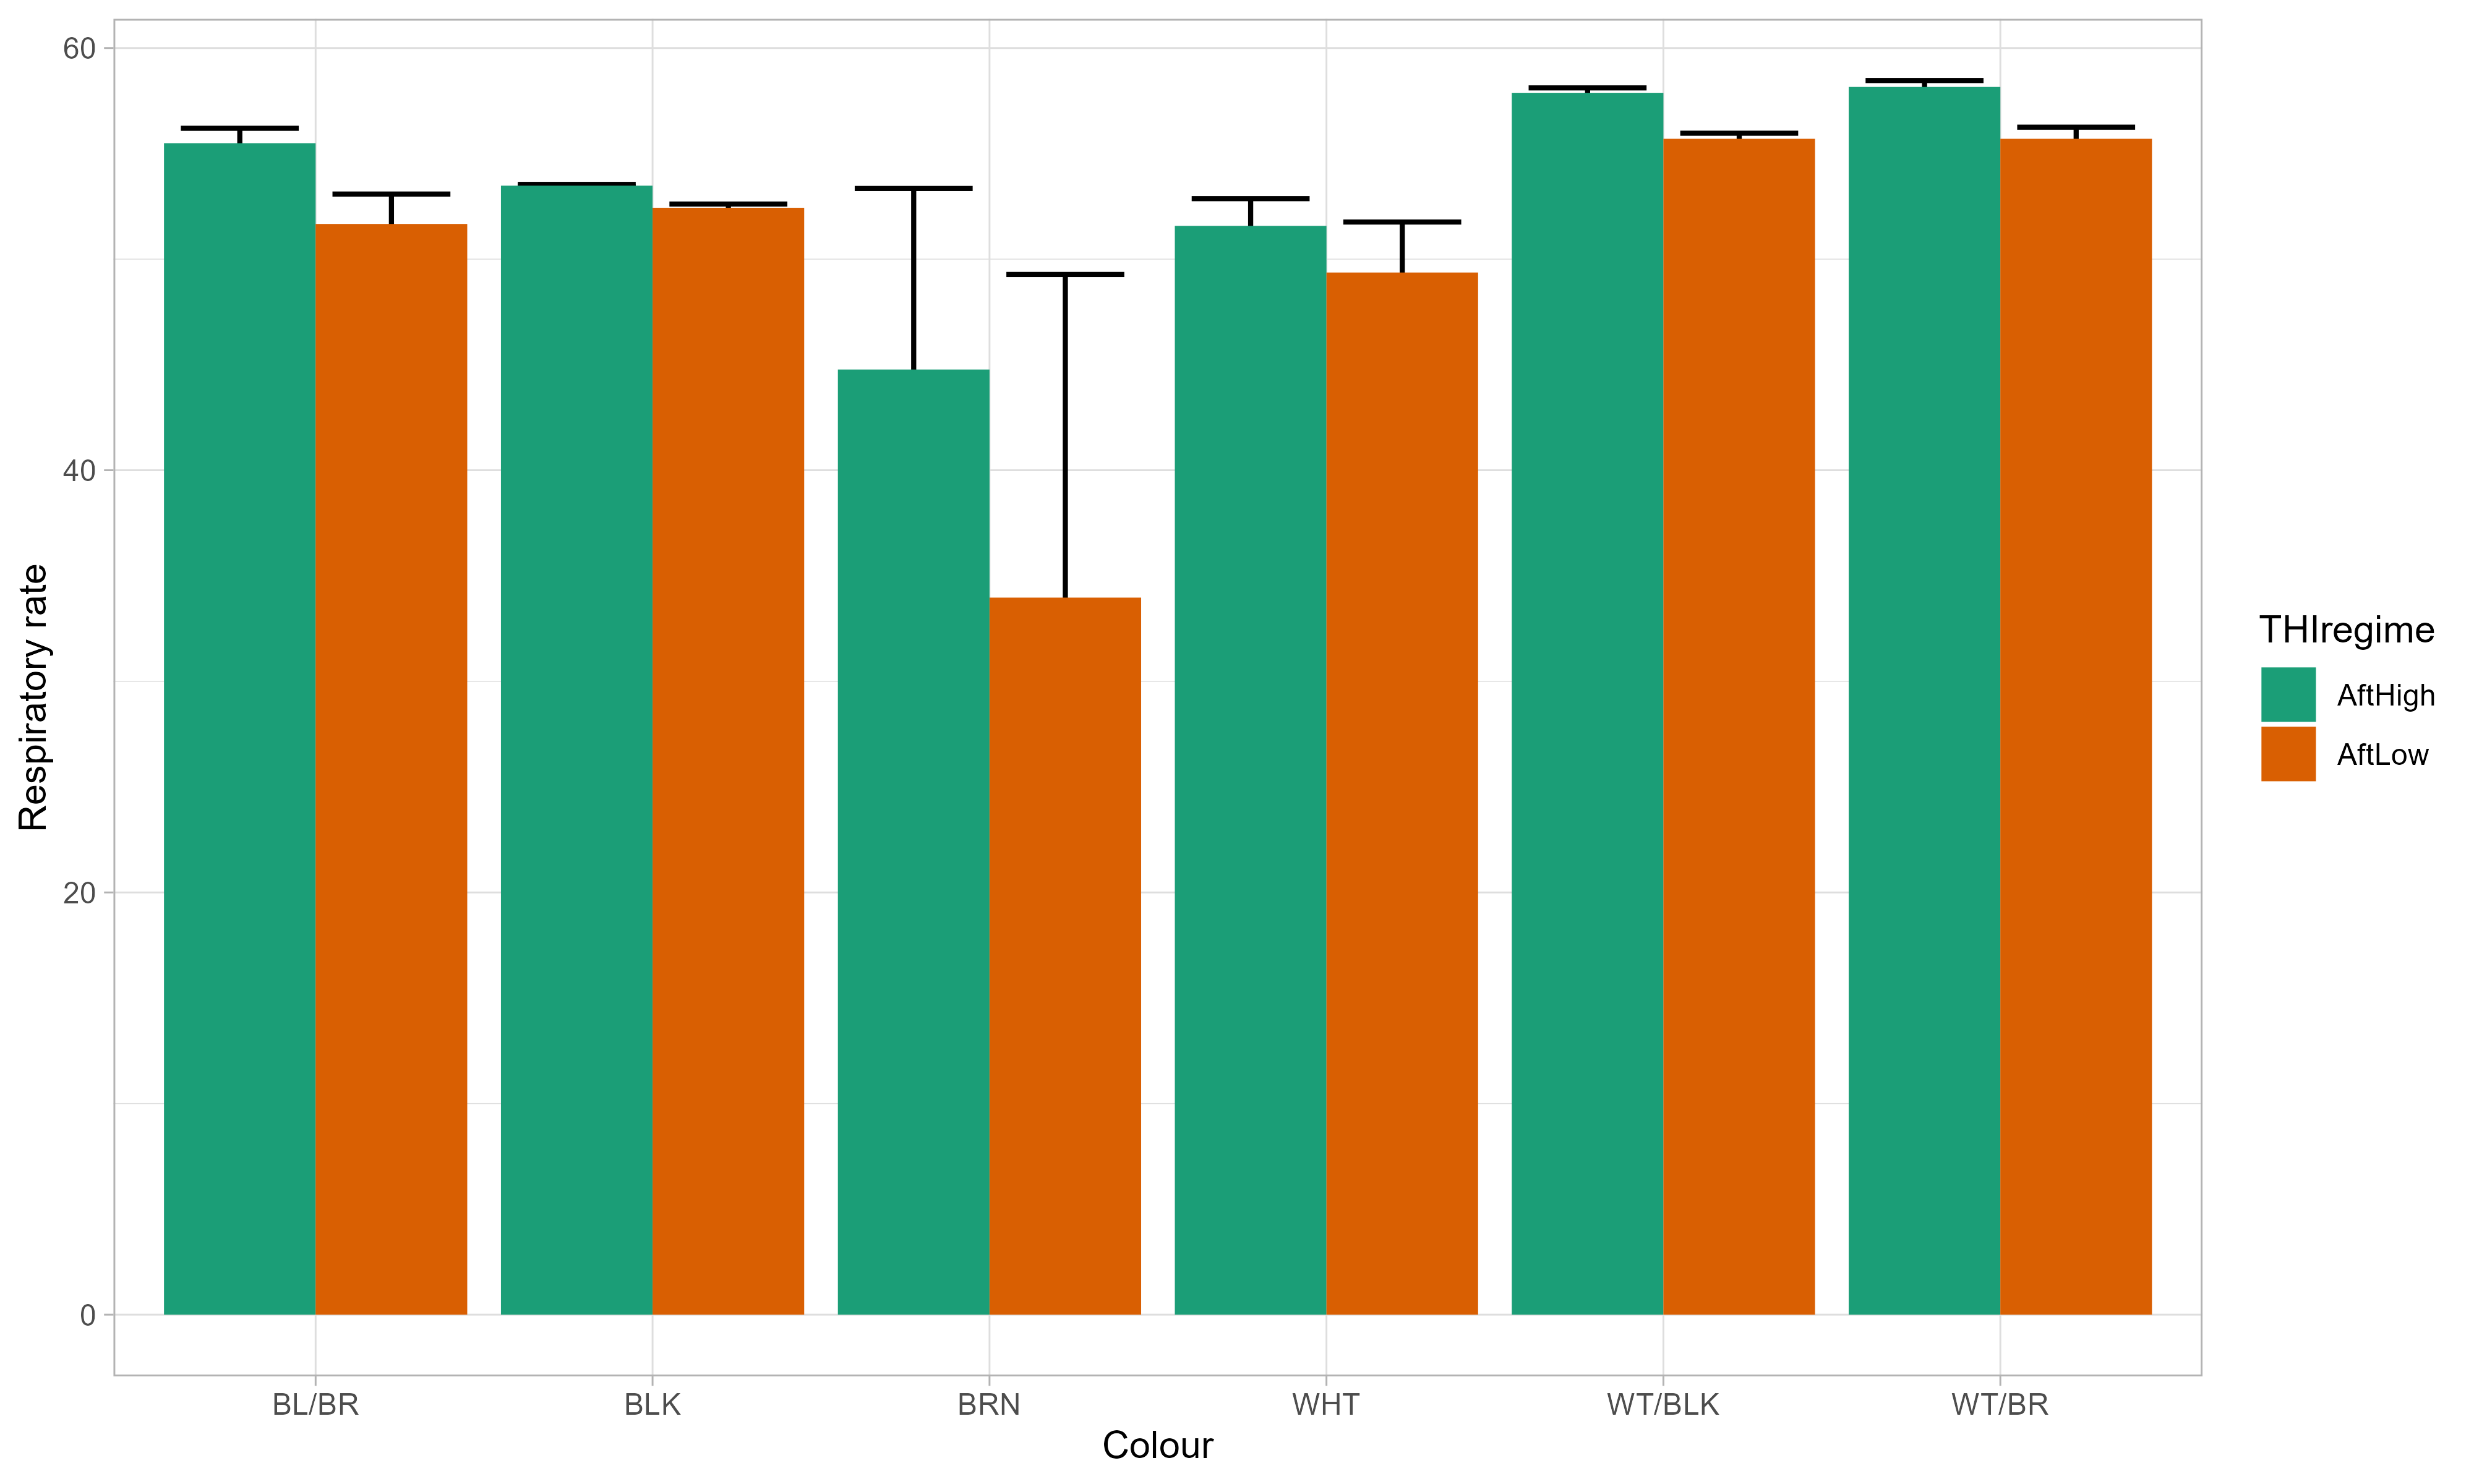 60
40
20
0
Respiratory rate
BL/BR BLK BRN WHT WT/BLK WT/BR
Colour
THIregime
AftHigh
AftLow